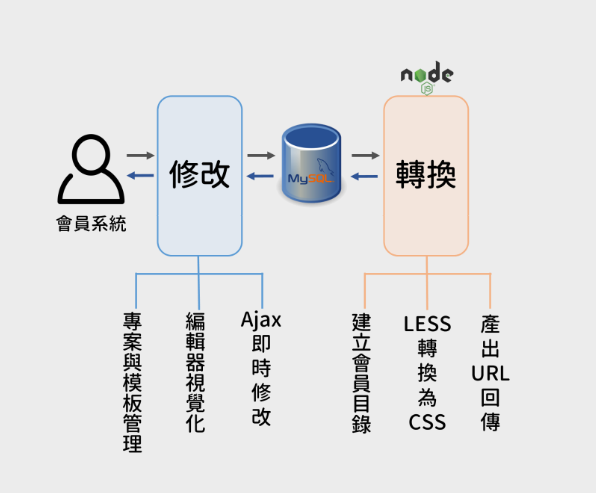 node
JS
修改
MySQL
轉換
會員系統
專案與模板管理
編輯器視覺化
Ajax
即時修改
建立會員目錄
LESS
轉換為
CSS
產出
URL
回傳